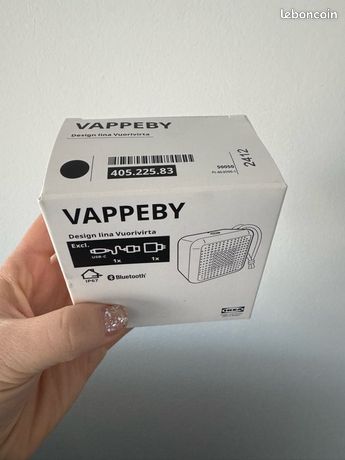 leboncoin
VAPPEBY
Design Iina Vuorivirta
405.225.83
50050
2412
VAPPEBY
Design Iina Vuorivirta
Excl.
USB-C
1x
1x
IP67
Bluetooth®
IKEA